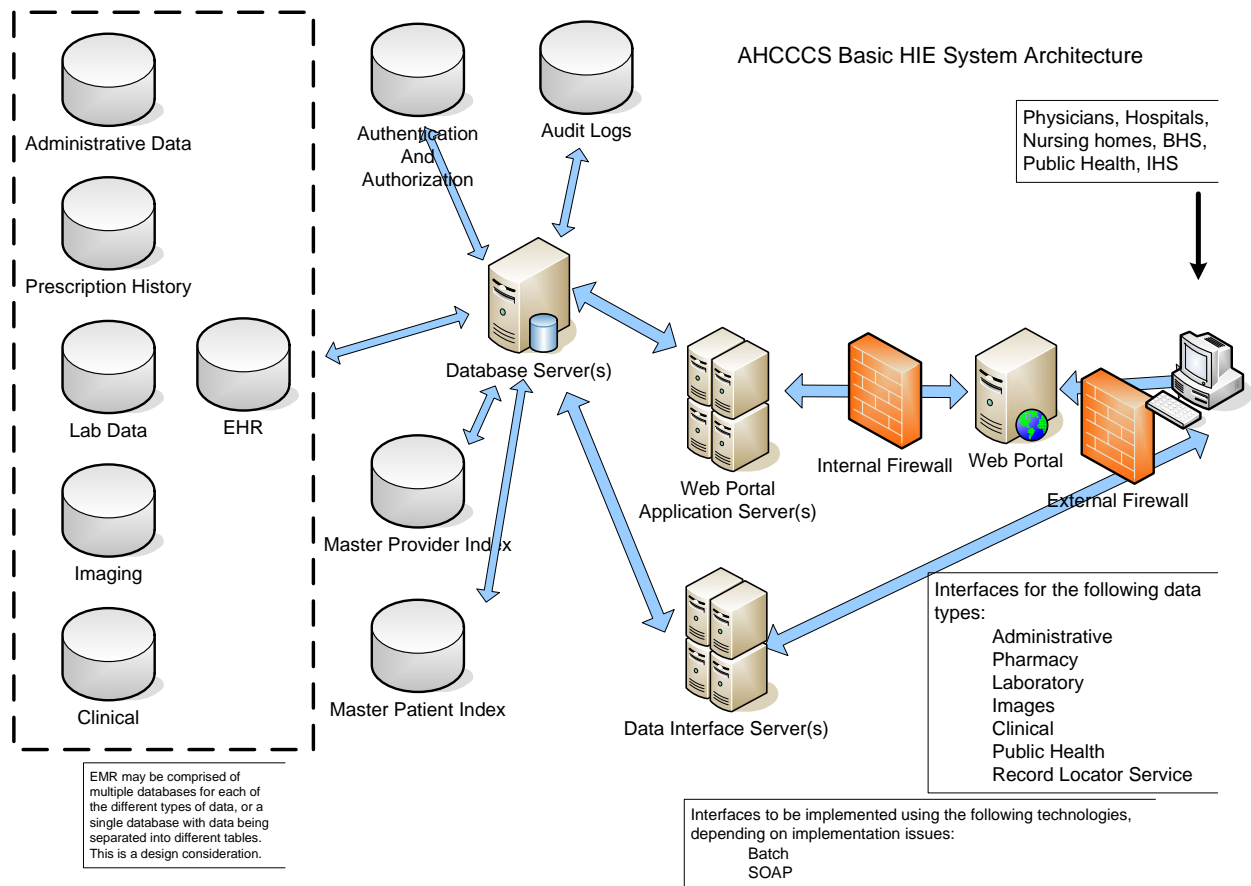 AHCCCS Basic HIE System Architecture
Administrative Data
Prescription History
Lab Data
EHR
Imaging
Clinical
EMR may be comprised of
multiple databases for each of
the different types of data, or a
single database with data being
separated into different tables.
This is a design consideration.
Authentication
And
Authorization
Audit Logs
Database Server(s)
Master Provider Index
Master Patient Index
Web Portal
Application Server(s)
Data Interface Server(s)
Internal Firewall
Web Portal
External Firewall
Physicians, Hospitals,
Nursing homes, BHS,
Public Health, IHS
Interfaces for the following data
types:
Administrative
Pharmacy
Laboratory
Images
Clinical
Public Health
Record Locator Service
Interfaces to be implemented using the following technologies,
depending on implementation issues:
Batch
SOAP